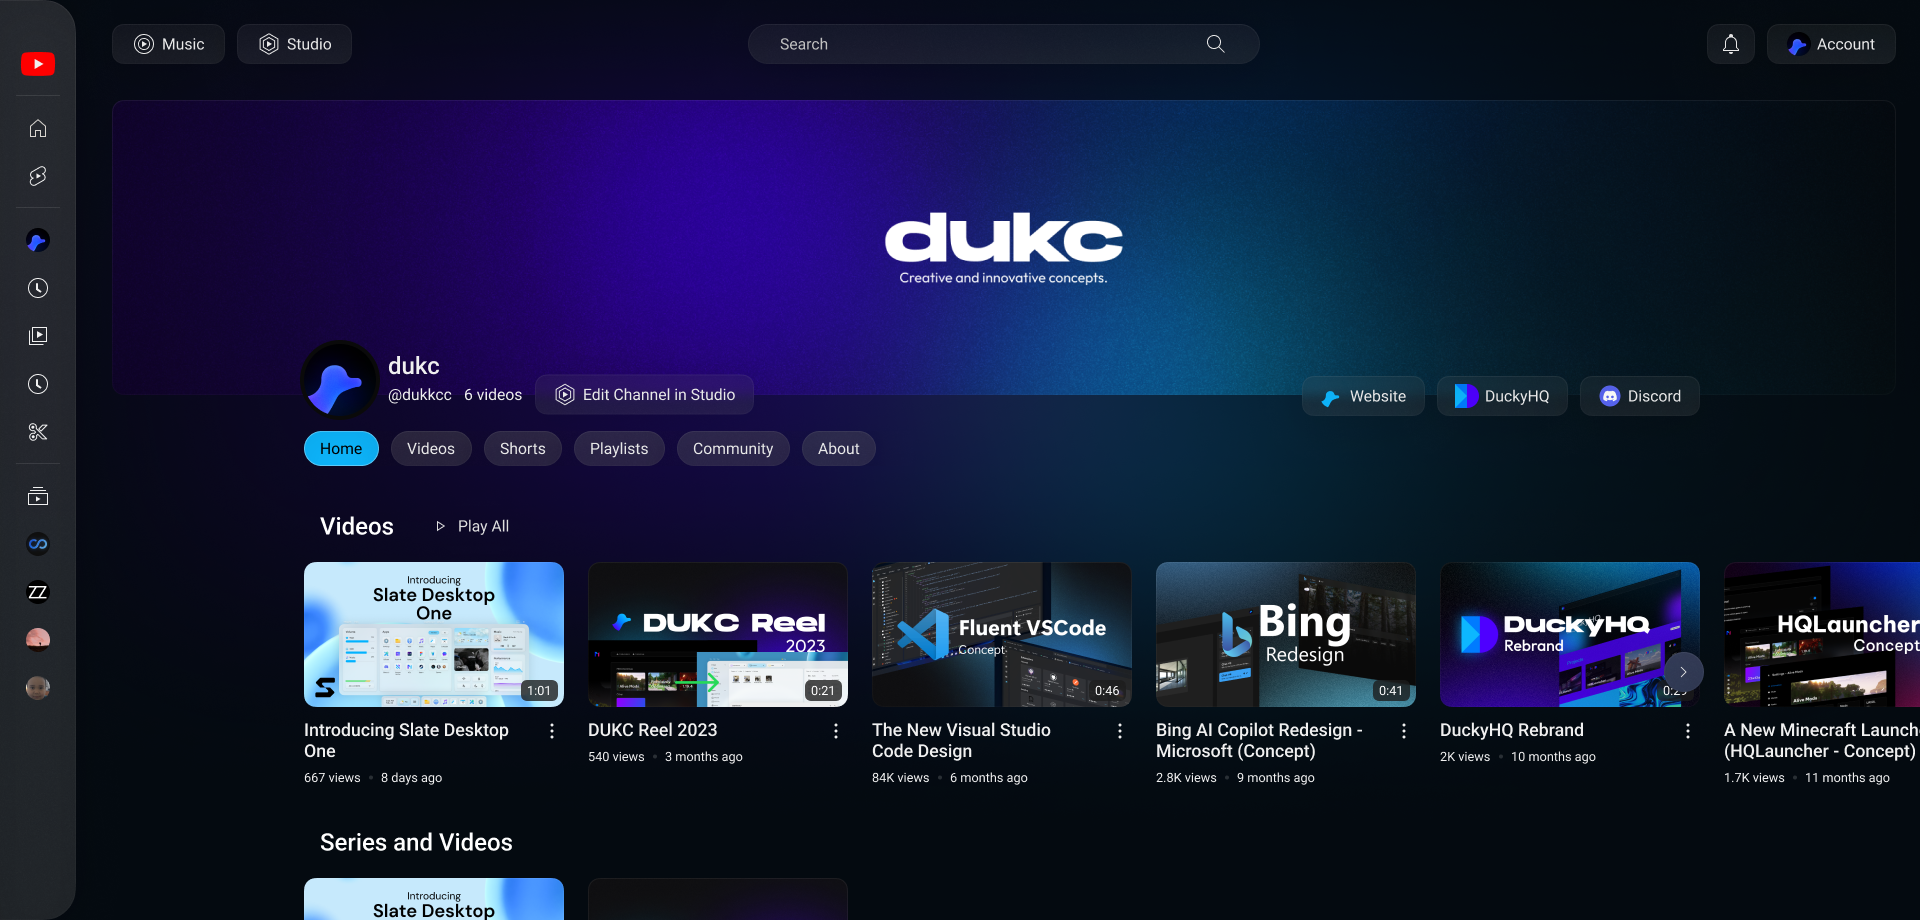 Music
Studio
Search
Account
dukc
Creative and innovative concepts.
dukc
@dukkcc 6 videos
Edit Channel in Studio
Website
DuckyHQ
Discord
Home
Videos
Shorts
Playlists
Community
About
Videos
Play All
Introducing
Slate Desktop
One
1:01
DUKC Reel
2023
0:21
Fluent VSCode
Concept
0:46
Bing
Redesign
0:41
DuckyHQ
Rebrand
HQLauncher
Concept
ZZ
Introducing Slate Desktop
One
667 views • 8 days ago
DUKC Reel 2023
540 views • 3 months ago
The New Visual Studio
Code Design
84K views • 6 months ago
Bing AI Copilot Redesign -
Microsoft (Concept)
2.8K views • 9 months ago
DuckyHQ Rebrand
2K views • 10 months ago
A New Minecraft Launch
(HQLauncher - Concept)
1.7K views • 11 months ago
Series and Videos
Introducing
Slate Desktop